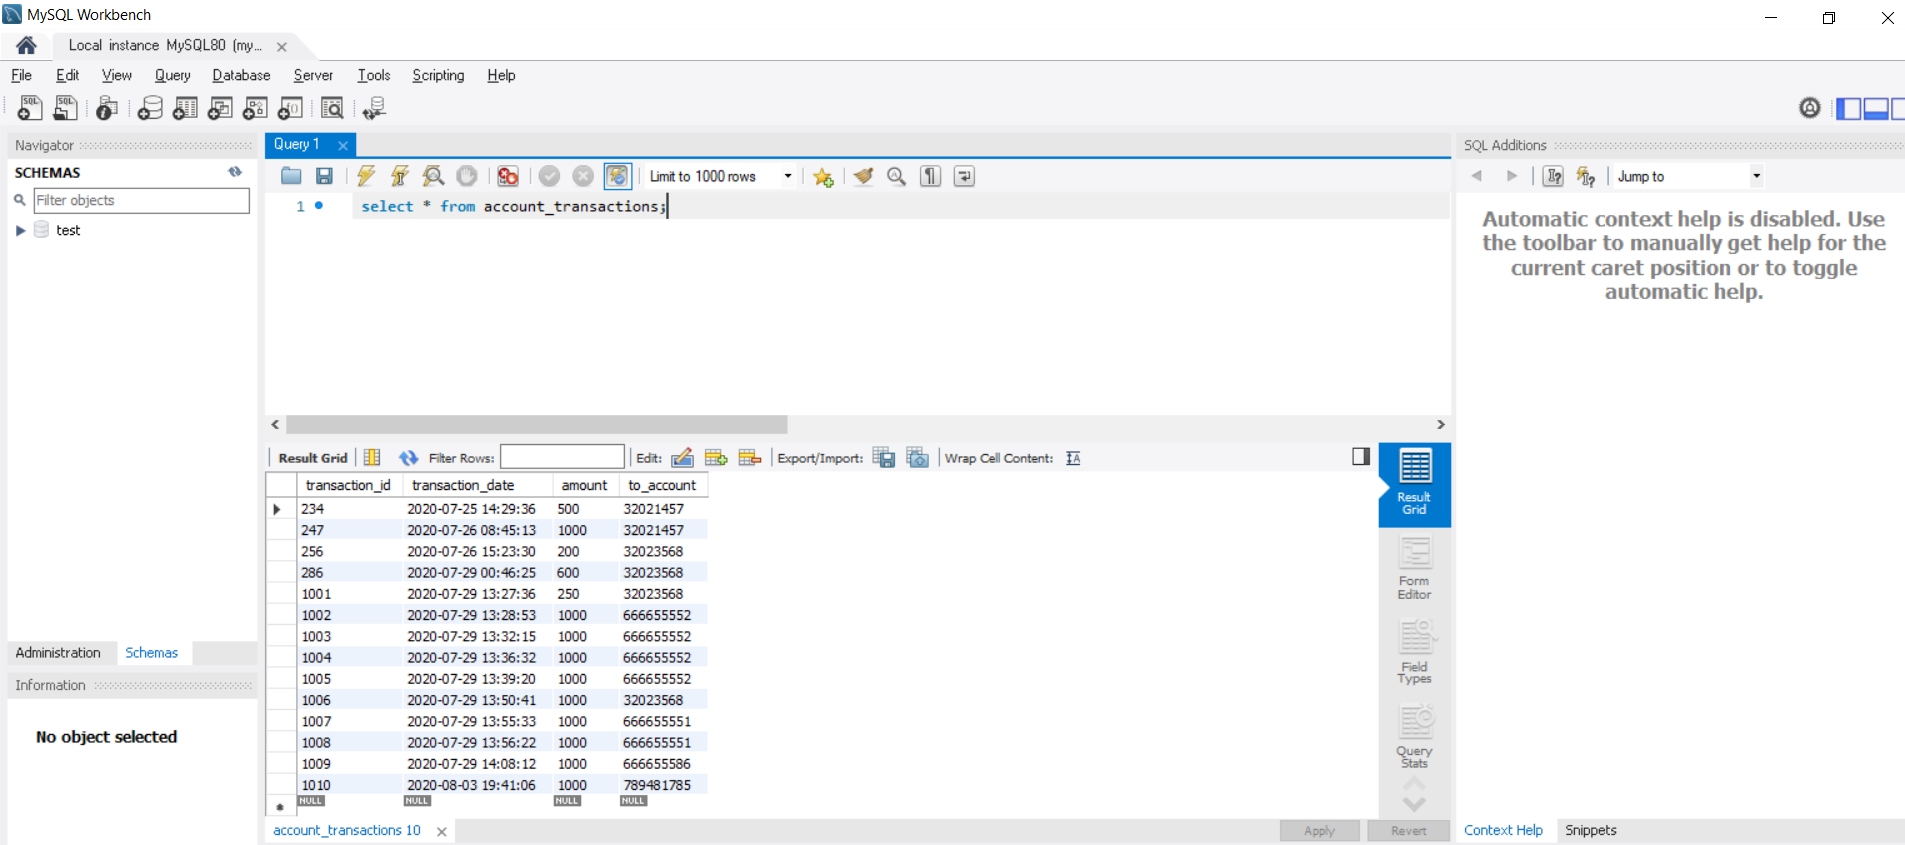 MySQL Workbench
Local instance MySQL80 (my...
File Edit View Query Database Server Tools Scripting Help
Navigator
SCHEMAS
Filter objects
test
Administration Schemas
Information
No object selected
Query 1
Limit to 1000 rows
1 select * from account_transactions;
Result Grid Filter Rows: Edit: Export/Import: Wrap Cell Content:
transaction_id transaction_date amount to_account
234 2020-07-25 14:29:36 500 32021457
247 2020-07-26 08:45:13 1000 32021457
256 2020-07-26 15:23:30 200 32023568
286 2020-07-29 00:46:25 600 32023568
1001 2020-07-29 13:27:36 250 32023568
1002 2020-07-29 13:28:53 1000 666655552
1003 2020-07-29 13:32:15 1000 666655552
1004 2020-07-29 13:36:32 1000 666655552
1005 2020-07-29 13:39:20 1000 666655552
1006 2020-07-29 13:50:41 1000 32023568
1007 2020-07-29 13:55:33 1000 666655551
1008 2020-07-29 13:56:22 1000 666655551
1009 2020-07-29 14:08:12 1000 666655586
1010 2020-08-03 19:41:06 1000 789481785
NULL NULL NULL NULL
account_transactions 10
Apply Revert
Result
Grid
Form
Editor
Field
Types
Query
Stats
SQL Additions
Jump to
Automatic context help is disabled. Use
the toolbar to manually get help for the
current caret position or to toggle
automatic help.
Context Help Snippets